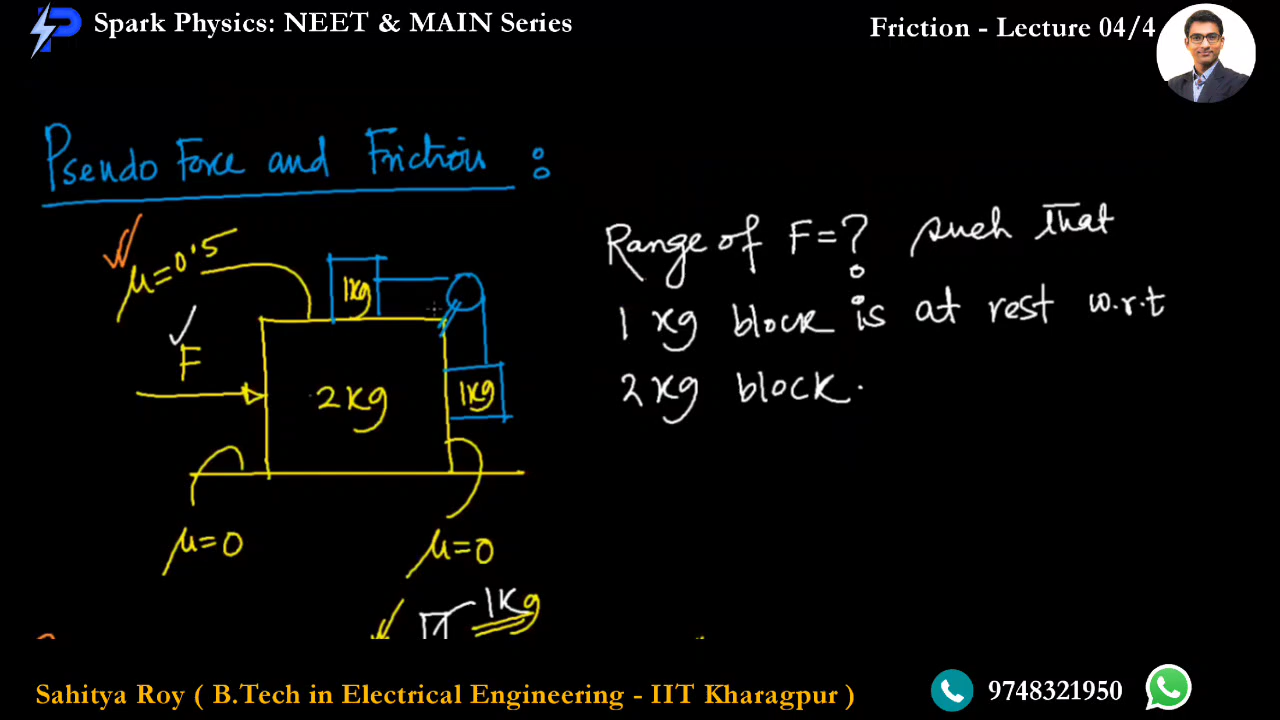 Spark Physics: NEET & MAIN Series
Friction - Lecture 04/4
Pseudo Force and Friction :
Range of F=? such that
1 kg block is at rest w.r.t
2 kg block.
μ=0.5
1kg
F
2kg
1kg
μ=0
μ=0
1kg
Sahitya Roy ( B.Tech in Electrical Engineering - IIT Kharagpur )
9748321950